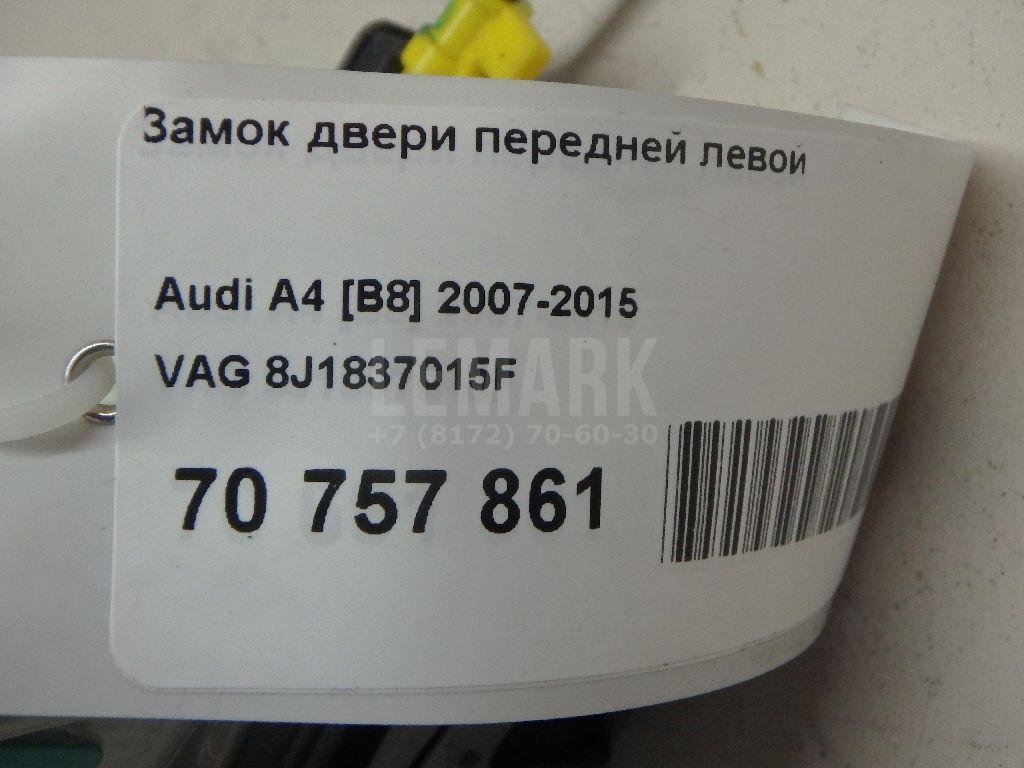 Замок двери передней левой
Audi A4 [B8] 2007-2015
VAG 8J1837015F
LEMARK
+7 (8172) 70-60-30
70 757 861